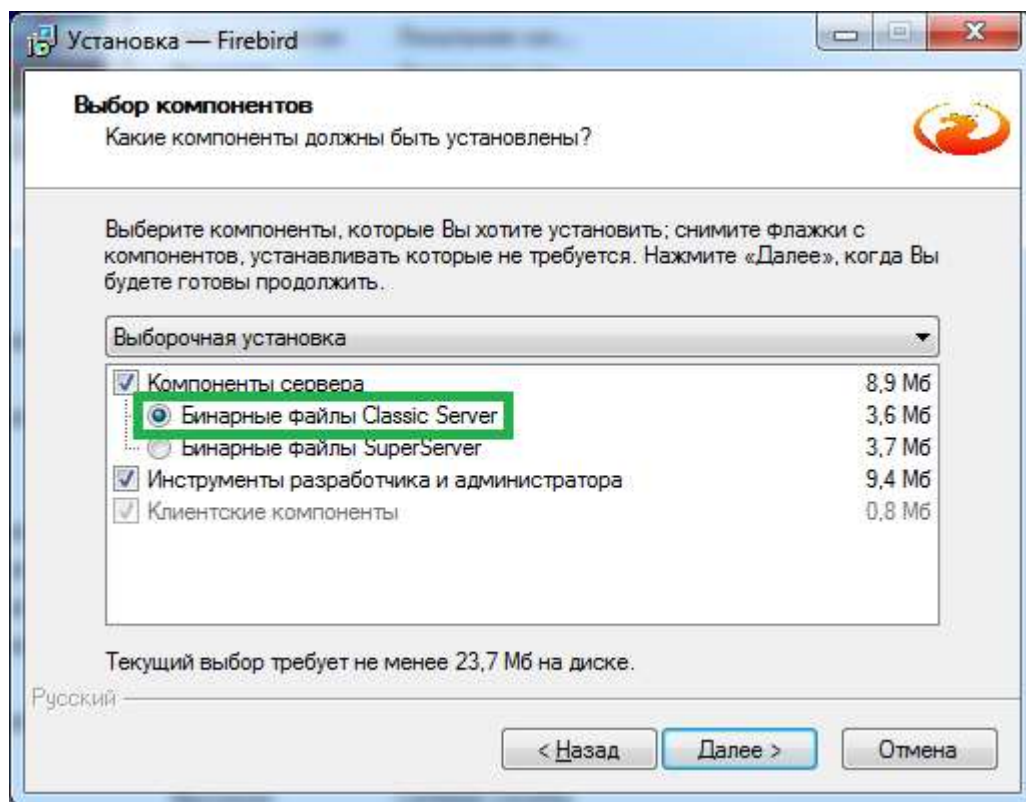 Установка — Firebird
Выбор компонентов
Какие компоненты должны быть установлены?
Выберите компоненты, которые Вы хотите установить; снимите флажки с
компонентов, устанавливать которые не требуется. Нажмите «Далее», когда Вы
будете готовы продолжить.
Выборочная установка
Компоненты сервера 8,9 Мб
Бинарные файлы Classic Server 3,6 Мб
Бинарные файлы SuperServer 3,7 Мб
Инструменты разработчика и администратора 9,4 Мб
Клиентские компоненты 0,8 Мб
Текущий выбор требует не менее 23,7 Мб на диске.
Русский
< Назад Далее > Отмена